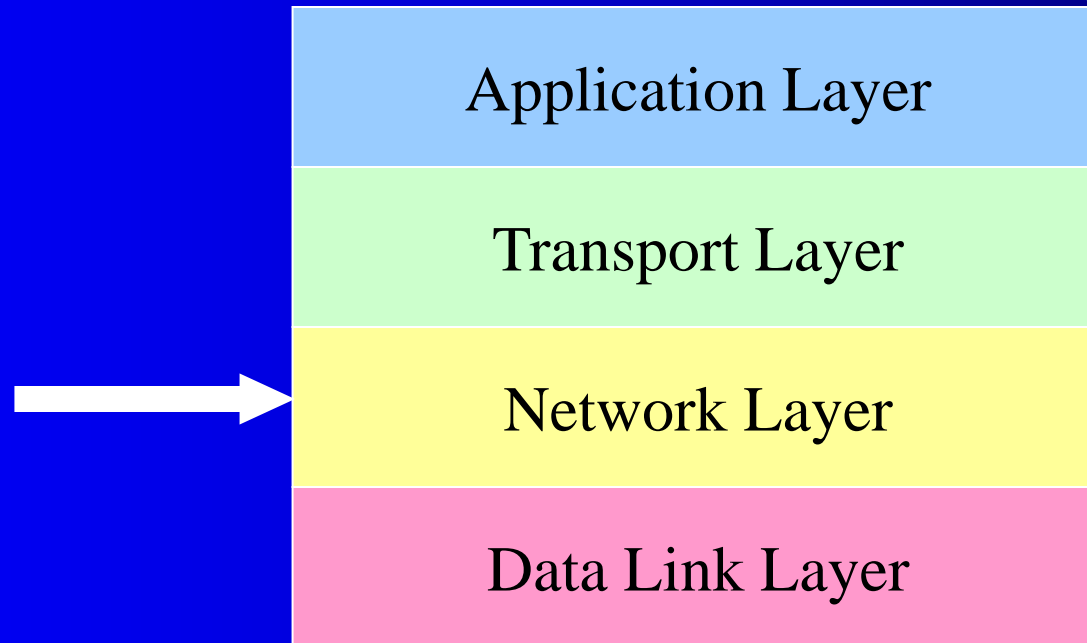 Application Layer
Transport Layer
Network Layer
Data Link Layer